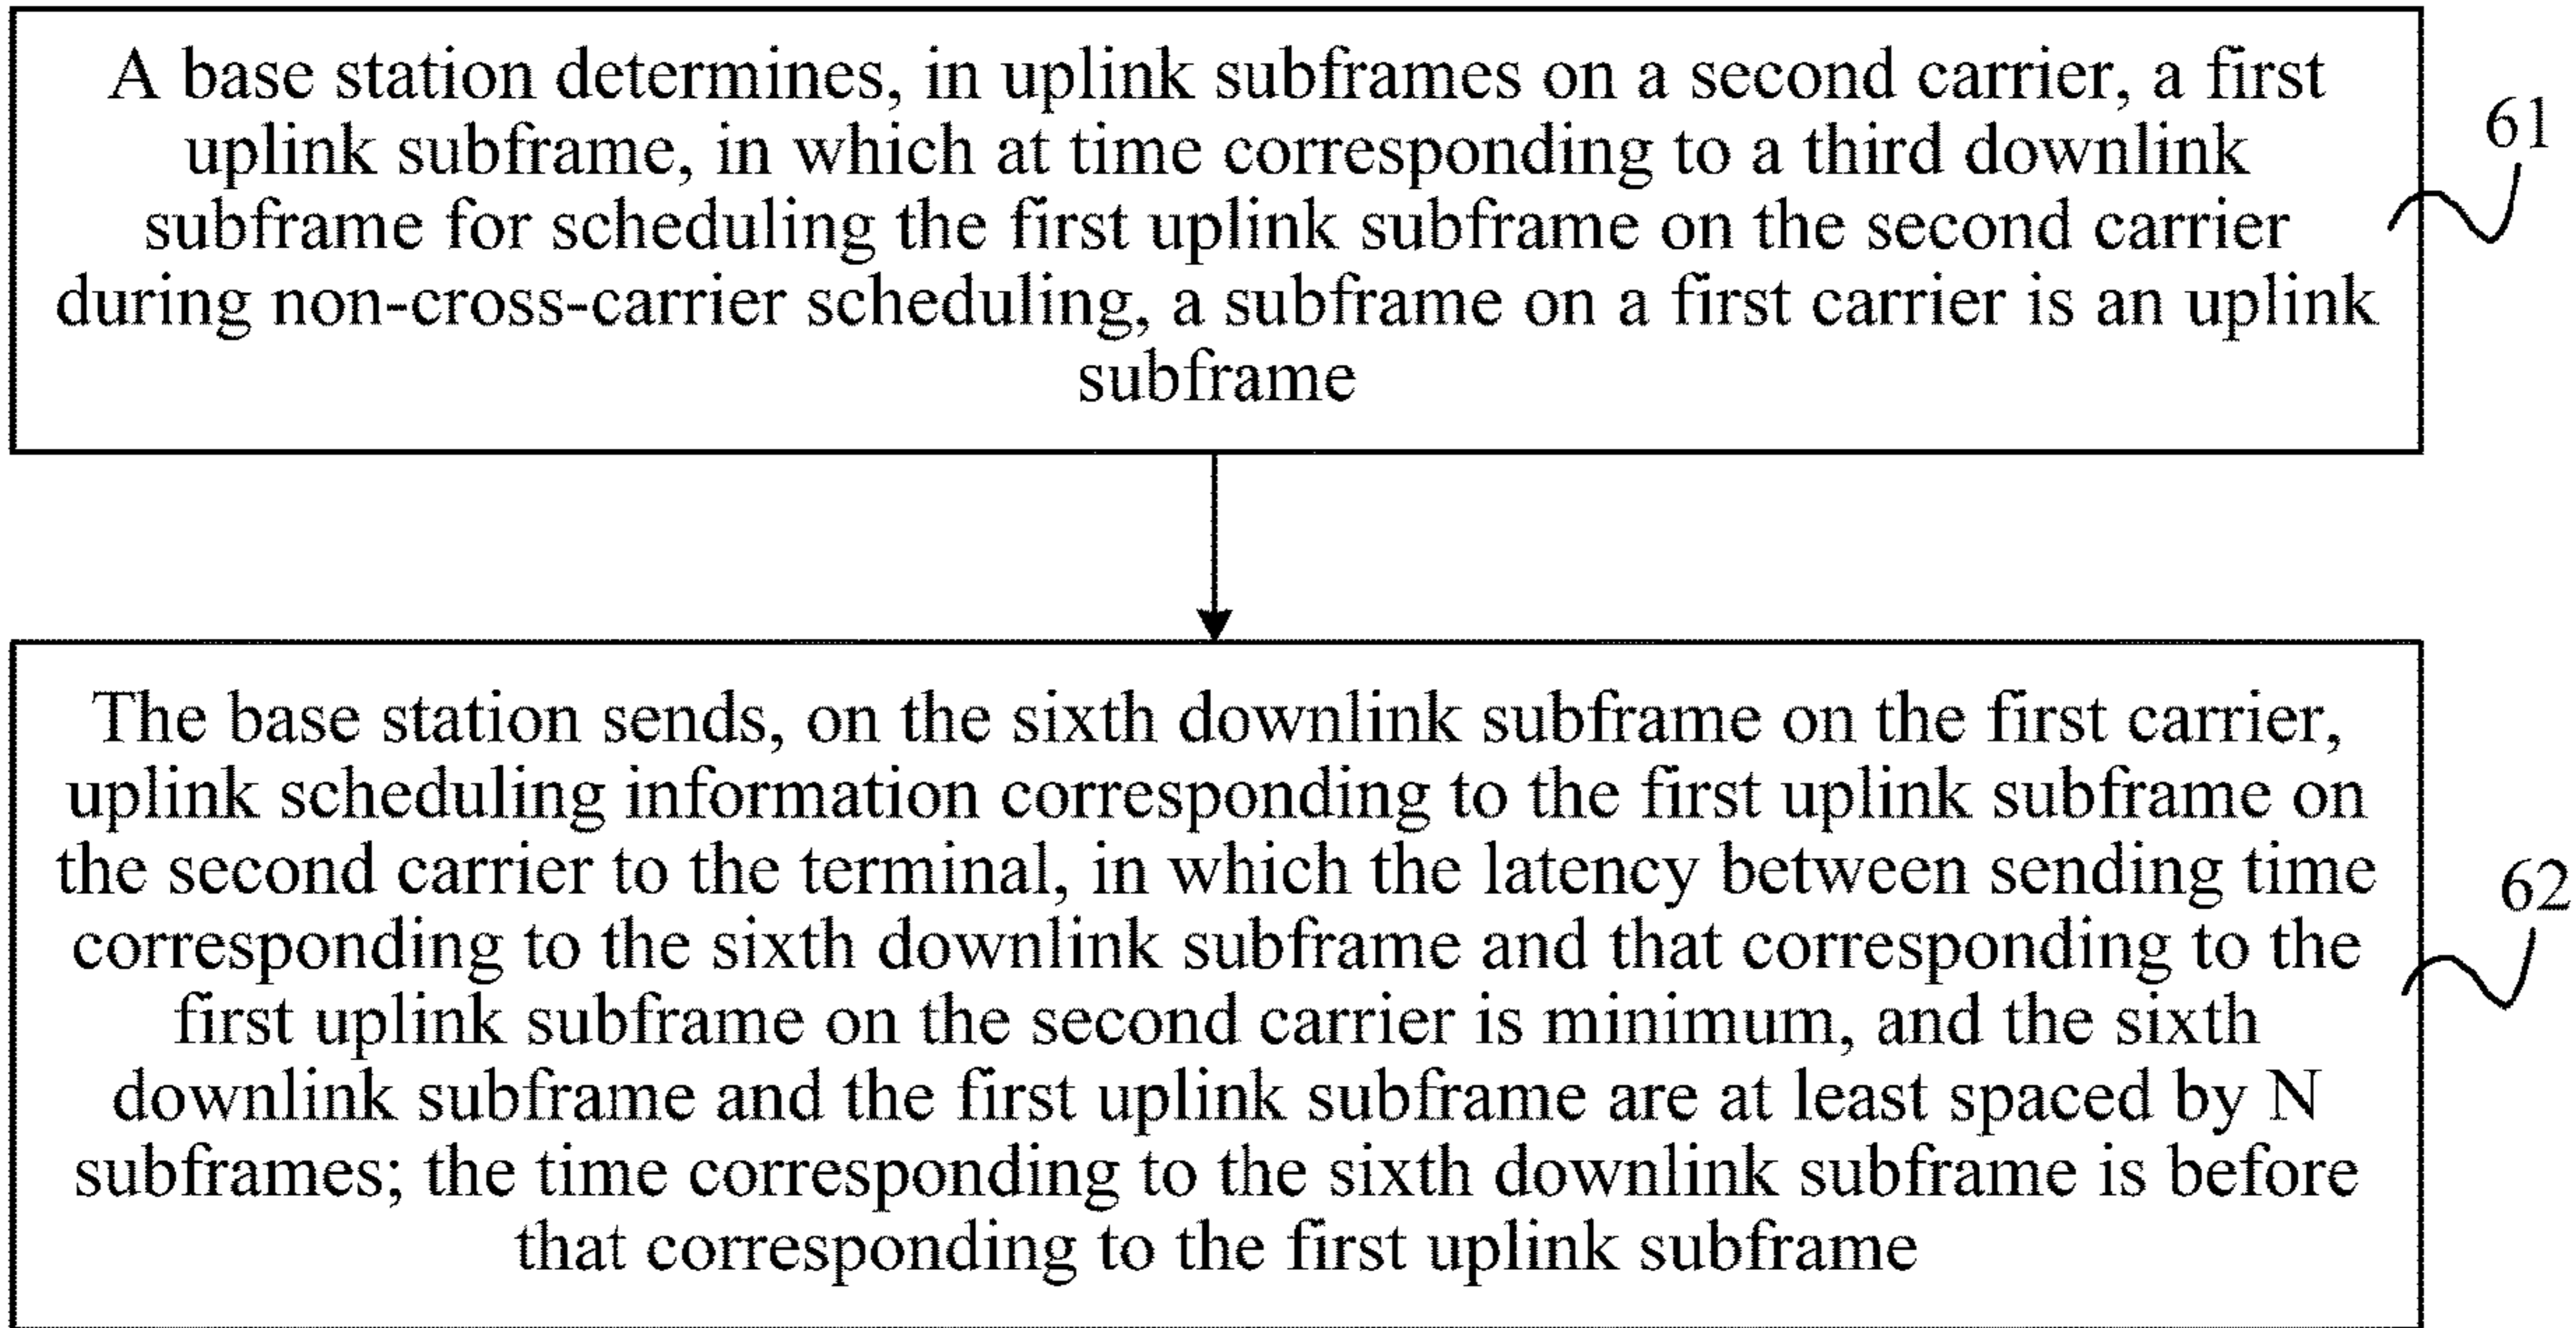 A base station determines, in uplink subframes on a second carrier, a first
uplink subframe, in which at time corresponding to a third downlink
subframe for scheduling the first uplink subframe on the second carrier
during non-cross-carrier scheduling, a subframe on a first carrier is an uplink
subframe
61
The base station sends, on the sixth downlink subframe on the first carrier,
uplink scheduling information corresponding to the first uplink subframe on
the second carrier to the terminal, in which the latency between sending time
corresponding to the sixth downlink subframe and that corresponding to the
first uplink subframe on the second carrier is minimum, and the sixth
downlink subframe and the first uplink subframe are at least spaced by N
subframes; the time corresponding to the sixth downlink subframe is before
that corresponding to the first uplink subframe
62